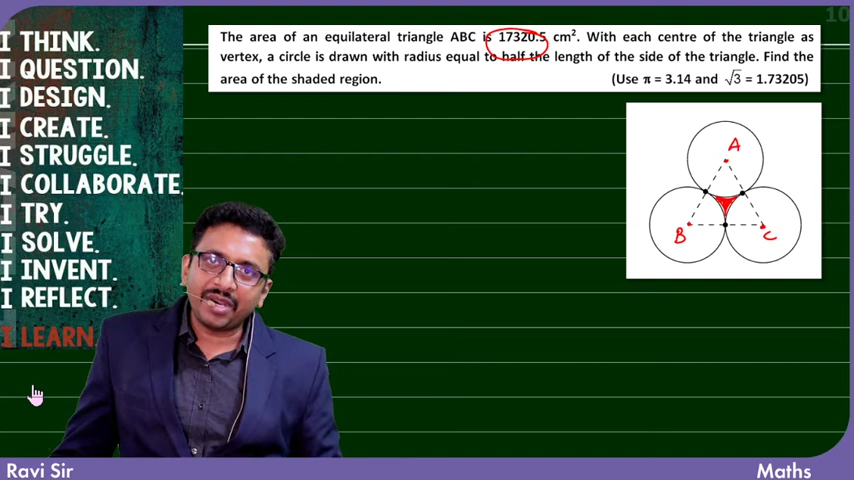 10
I THINK.
I QUESTION.
I DESIGN.
I CREATE.
I STRUGGLE.
I COLLABORATE.
I TRY.
I SOLVE.
I INVENT.
I REFLECT.
I LEARN.
The area of an equilateral triangle ABC is 17320.5 cm². With each centre of the triangle as
vertex, a circle is drawn with radius equal to half the length of the side of the triangle. Find the
area of the shaded region. (Use π = 3.14 and √3 = 1.73205)
A
B
C
Ravi Sir
Maths